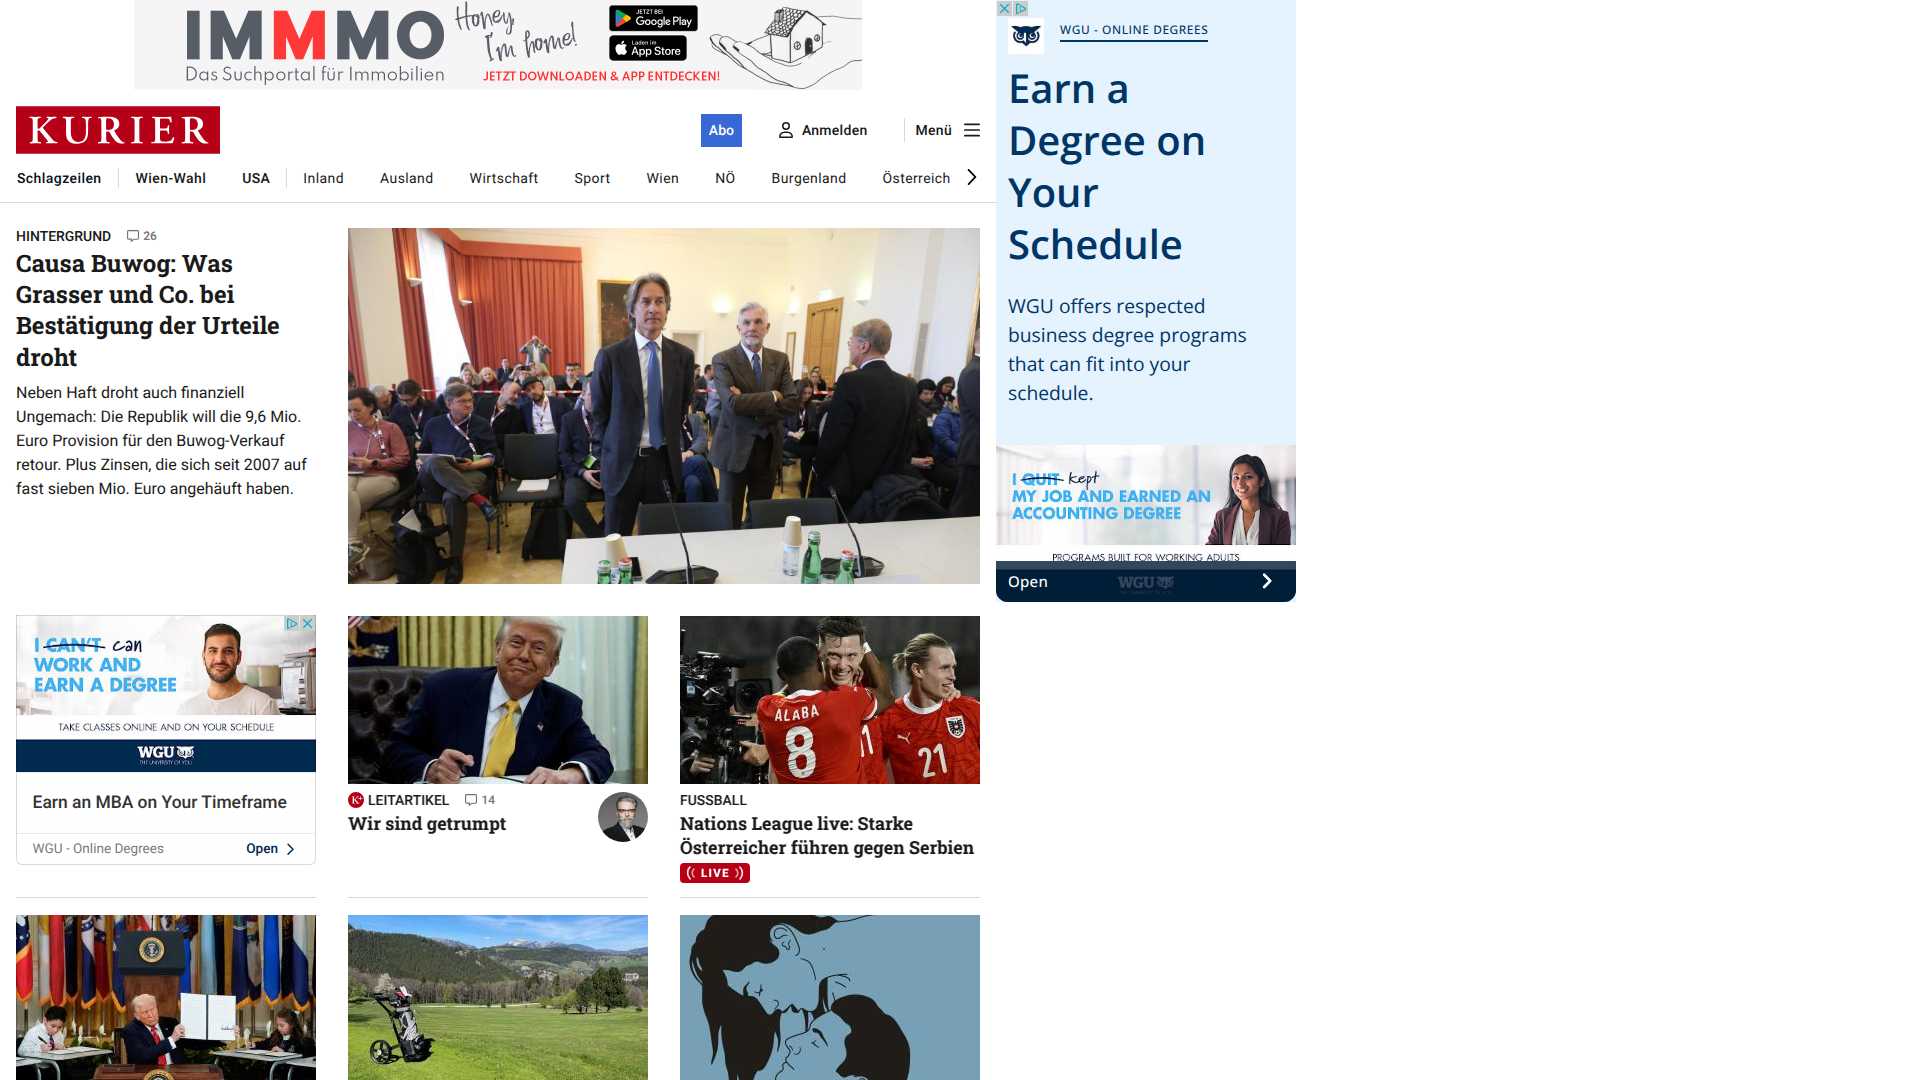 IMMMO
Das Suchportal für Immobilien
Honey,
I'm home!
JETZT BEI
Google Play
Laden im
App Store
JETZT DOWNLOADEN & APP ENTDECKEN!
KURIER
Abo
Anmelden
Menü
Schlagzeilen
Wien-Wahl
USA
Inland
Ausland
Wirtschaft
Sport
Wien
NÖ
Burgenland
Österreich
HINTERGRUND 26
Causa Buwog: Was
Grasser und Co. bei
Bestätigung der Urteile
droht
Neben Haft droht auch finanziell
Ungemach: Die Republik will die 9,6 Mio.
Euro Provision für den Buwog-Verkauf
retour. Plus Zinsen, die sich seit 2007 auf
fast sieben Mio. Euro angehäuft haben.
WGU - ONLINE DEGREES
Earn a
Degree on
Your
Schedule
WGU offers respected
business degree programs
that can fit into your
schedule.
I QUIT kept
MY JOB AND EARNED AN
ACCOUNTING DEGREE
PROGRAMS BUILT FOR WORKING ADULTS
Open
WGU
I CAN'T can
WORK AND
EARN A DEGREE
TAKE CLASSES ONLINE AND ON YOUR SCHEDULE
WGU
THE UNIVERSITY OF YOU
Earn an MBA on Your Timeframe
WGU - Online Degrees
Open
K+ LEITARTIKEL 14
Wir sind getrumpt
ALABA
8
11
21
FUSSBALL
Nations League live: Starke
Österreicher führen gegen Serbien
LIVE